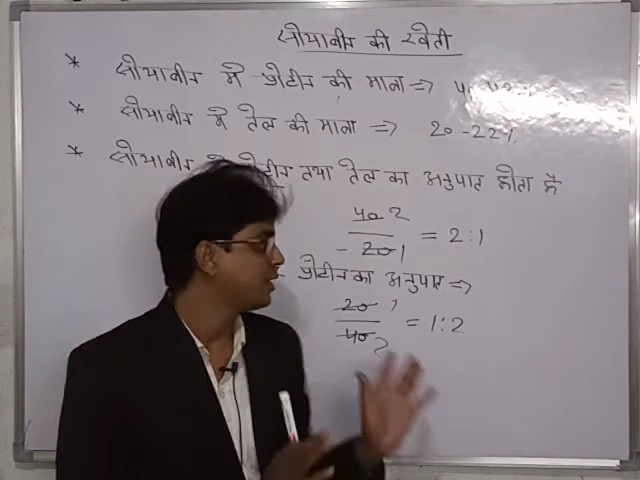 सोयाबीन की खेती
* सोयाबीन मे प्रोटीन की मात्रा ⇒
* सोयाबीन मे तेल की मात्रा ⇒ 20-22%
* सोयाबीन मे प्रोटीन तथा तेल का अनुपात होता है
40 2
20 1 = 2:1
प्रोटीन का अनुपात ⇒
20 1
40 2 = 1:2